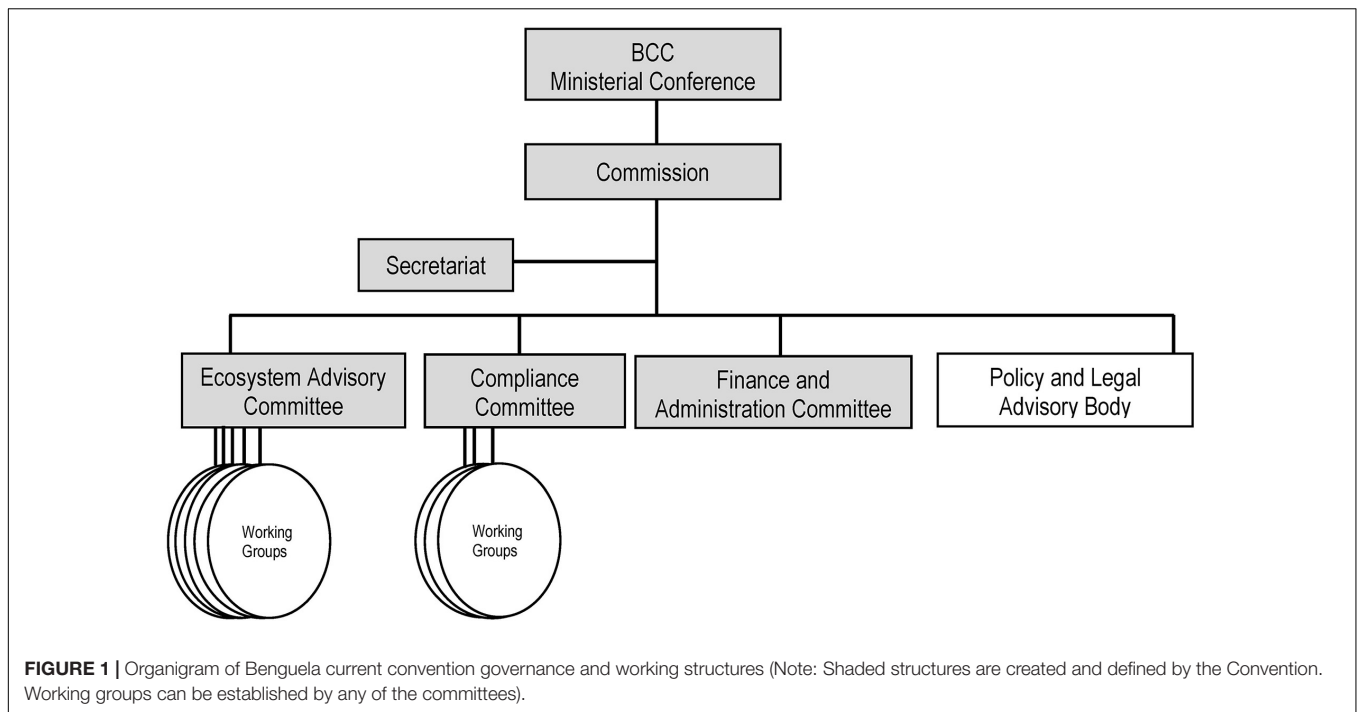 BCC
Ministerial Conference
Commission
Secretariat
Ecosystem Advisory
Committee
Compliance
Committee
Finance and
Administration Committee
Policy and Legal
Advisory Body
Working
Groups
Working
Groups
FIGURE 1 | Organigram of Benguela current convention governance and working structures (Note: Shaded structures are created and defined by the Convention.
Working groups can be established by any of the committees).